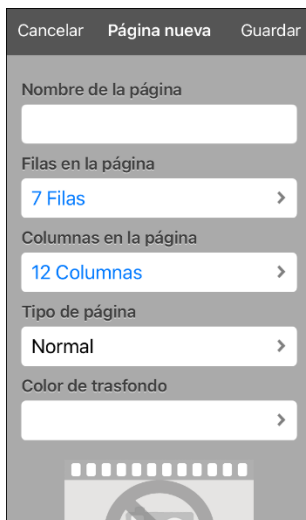 Cancelar Página nueva Guardar
Nombre de la página
Filas en la página
7 Filas
Columnas en la página
12 Columnas
Tipo de página
Normal
Color de trasfondo